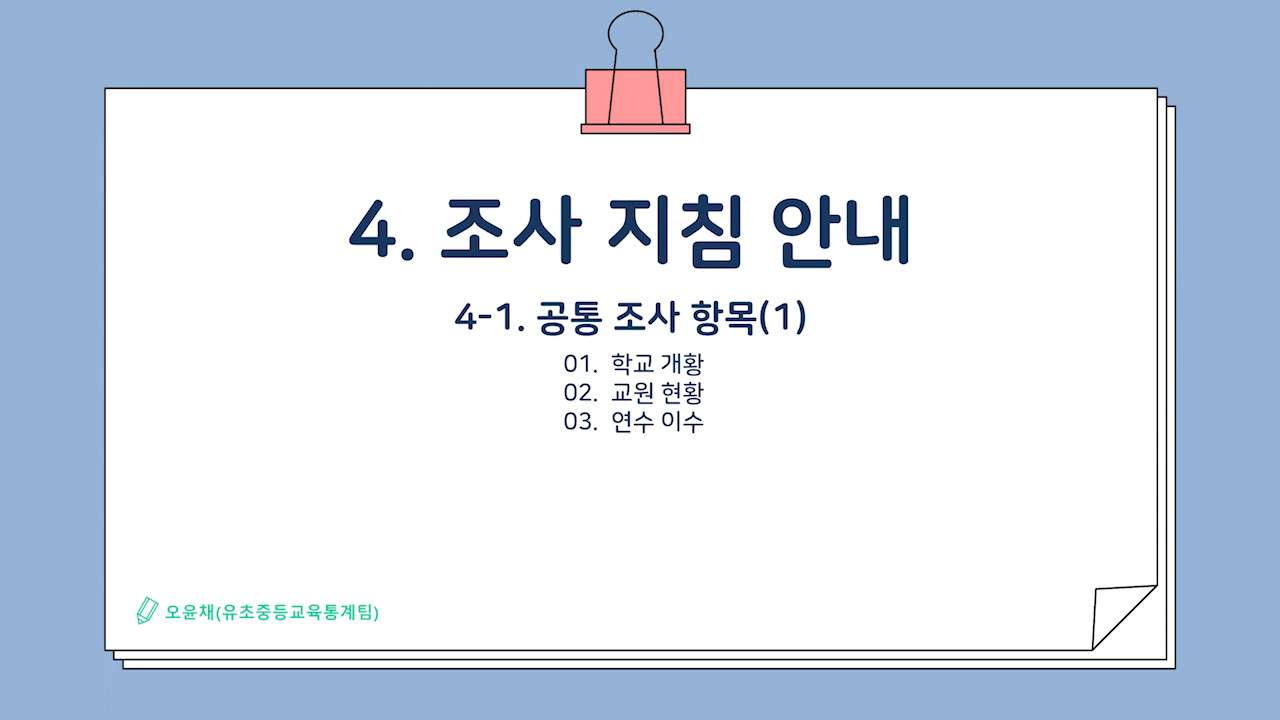 4. 조사 지침 안내
4-1. 공통 조사 항목(1)
01. 학교 개황
02. 교원 현황
03. 연수 이수
오윤채(유초중등교육통계팀)